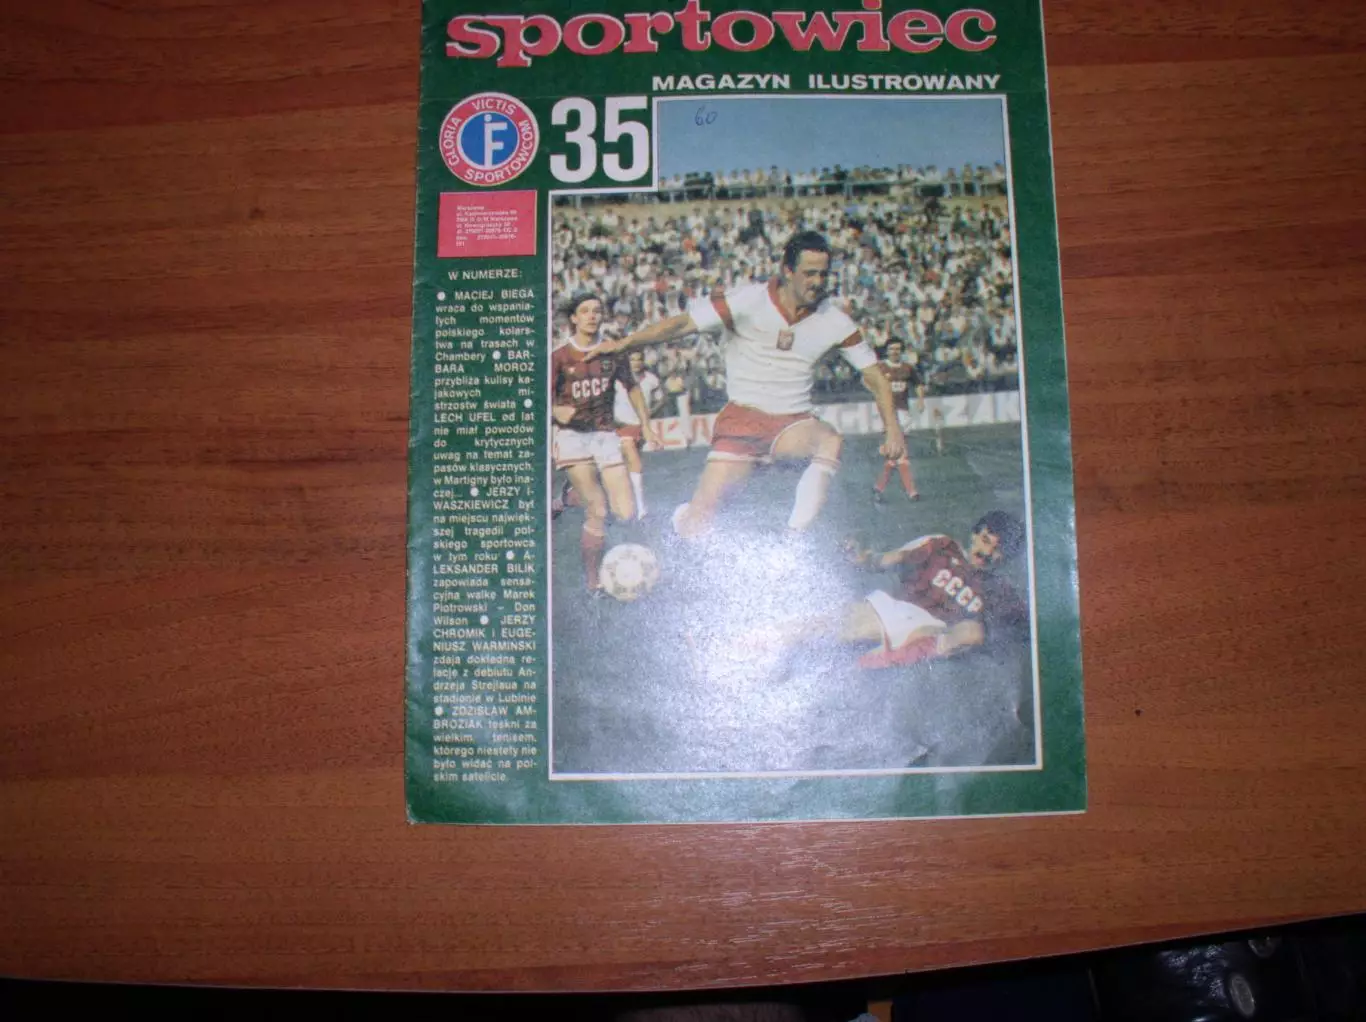 sportowiec
MAGAZYN ILUSTROWANY
GLORIA VICTIS SPORTOWCOM
35
60
W NUMERZE:
● MACIEJ BIEGA
wraca do wspania-
łych momentów
polskiego kolars-
twa na trasach w
Chambery ● BAR-
BARA MOROZ
przybliża kulisy ka-
jakowych mi-
strzostw świata ●
LECH UFEL od lat
nie miał powodów
do krytycznych
uwag na temat za-
pasów klasycznych,
w Martigny było ina-
czej... ● JERZY I-
WASZKIEWICZ był
na miejscu najwięk-
szej tragedii pol-
skiego sportowca
w tym roku ● A-
LEKSANDER BILIK
zapowiada sensa-
cyjną walkę Marek
Piotrowski – Don
Wilson ● JERZY
CHROMIK i EUGE-
NIUSZ WARMIŃSKI
zdają dokładną re-
lację z debiutu An-
drzeja Strejlaua na
stadionie w Lubinie
● ZDZISŁAW AM-
BROZIAK tęskni za
wielkim tenisem,
którego niestety nie
było widać na pol-
skim satelicie.
CCCP
CCCP